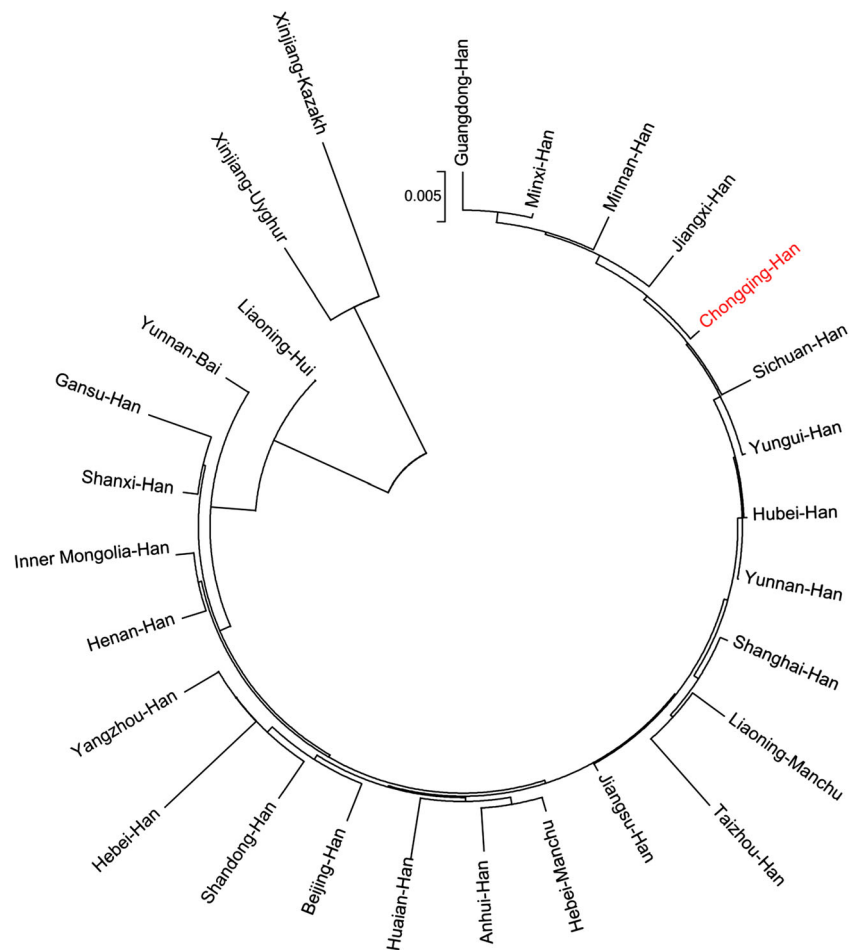 Xinjiang-Kazakh
Guangdong-Han
Minxi-Han
Minnan-Han
Jiangxi-Han
Chongqing-Han
Sichuan-Han
Yungui-Han
Hubei-Han
Yunnan-Han
Shanghai-Han
Liaoning-Manchu
Taizhou-Han
Jiangsu-Han
Hebei-Manchu
Anhui-Han
Huaian-Han
Beijing-Han
Shandong-Han
Hebei-Han
Yangzhou-Han
Henan-Han
Inner Mongolia-Han
Shanxi-Han
Gansu-Han
Yunnan-Bai
Liaoning-Hui
Xinjiang-Uyghur
0.005